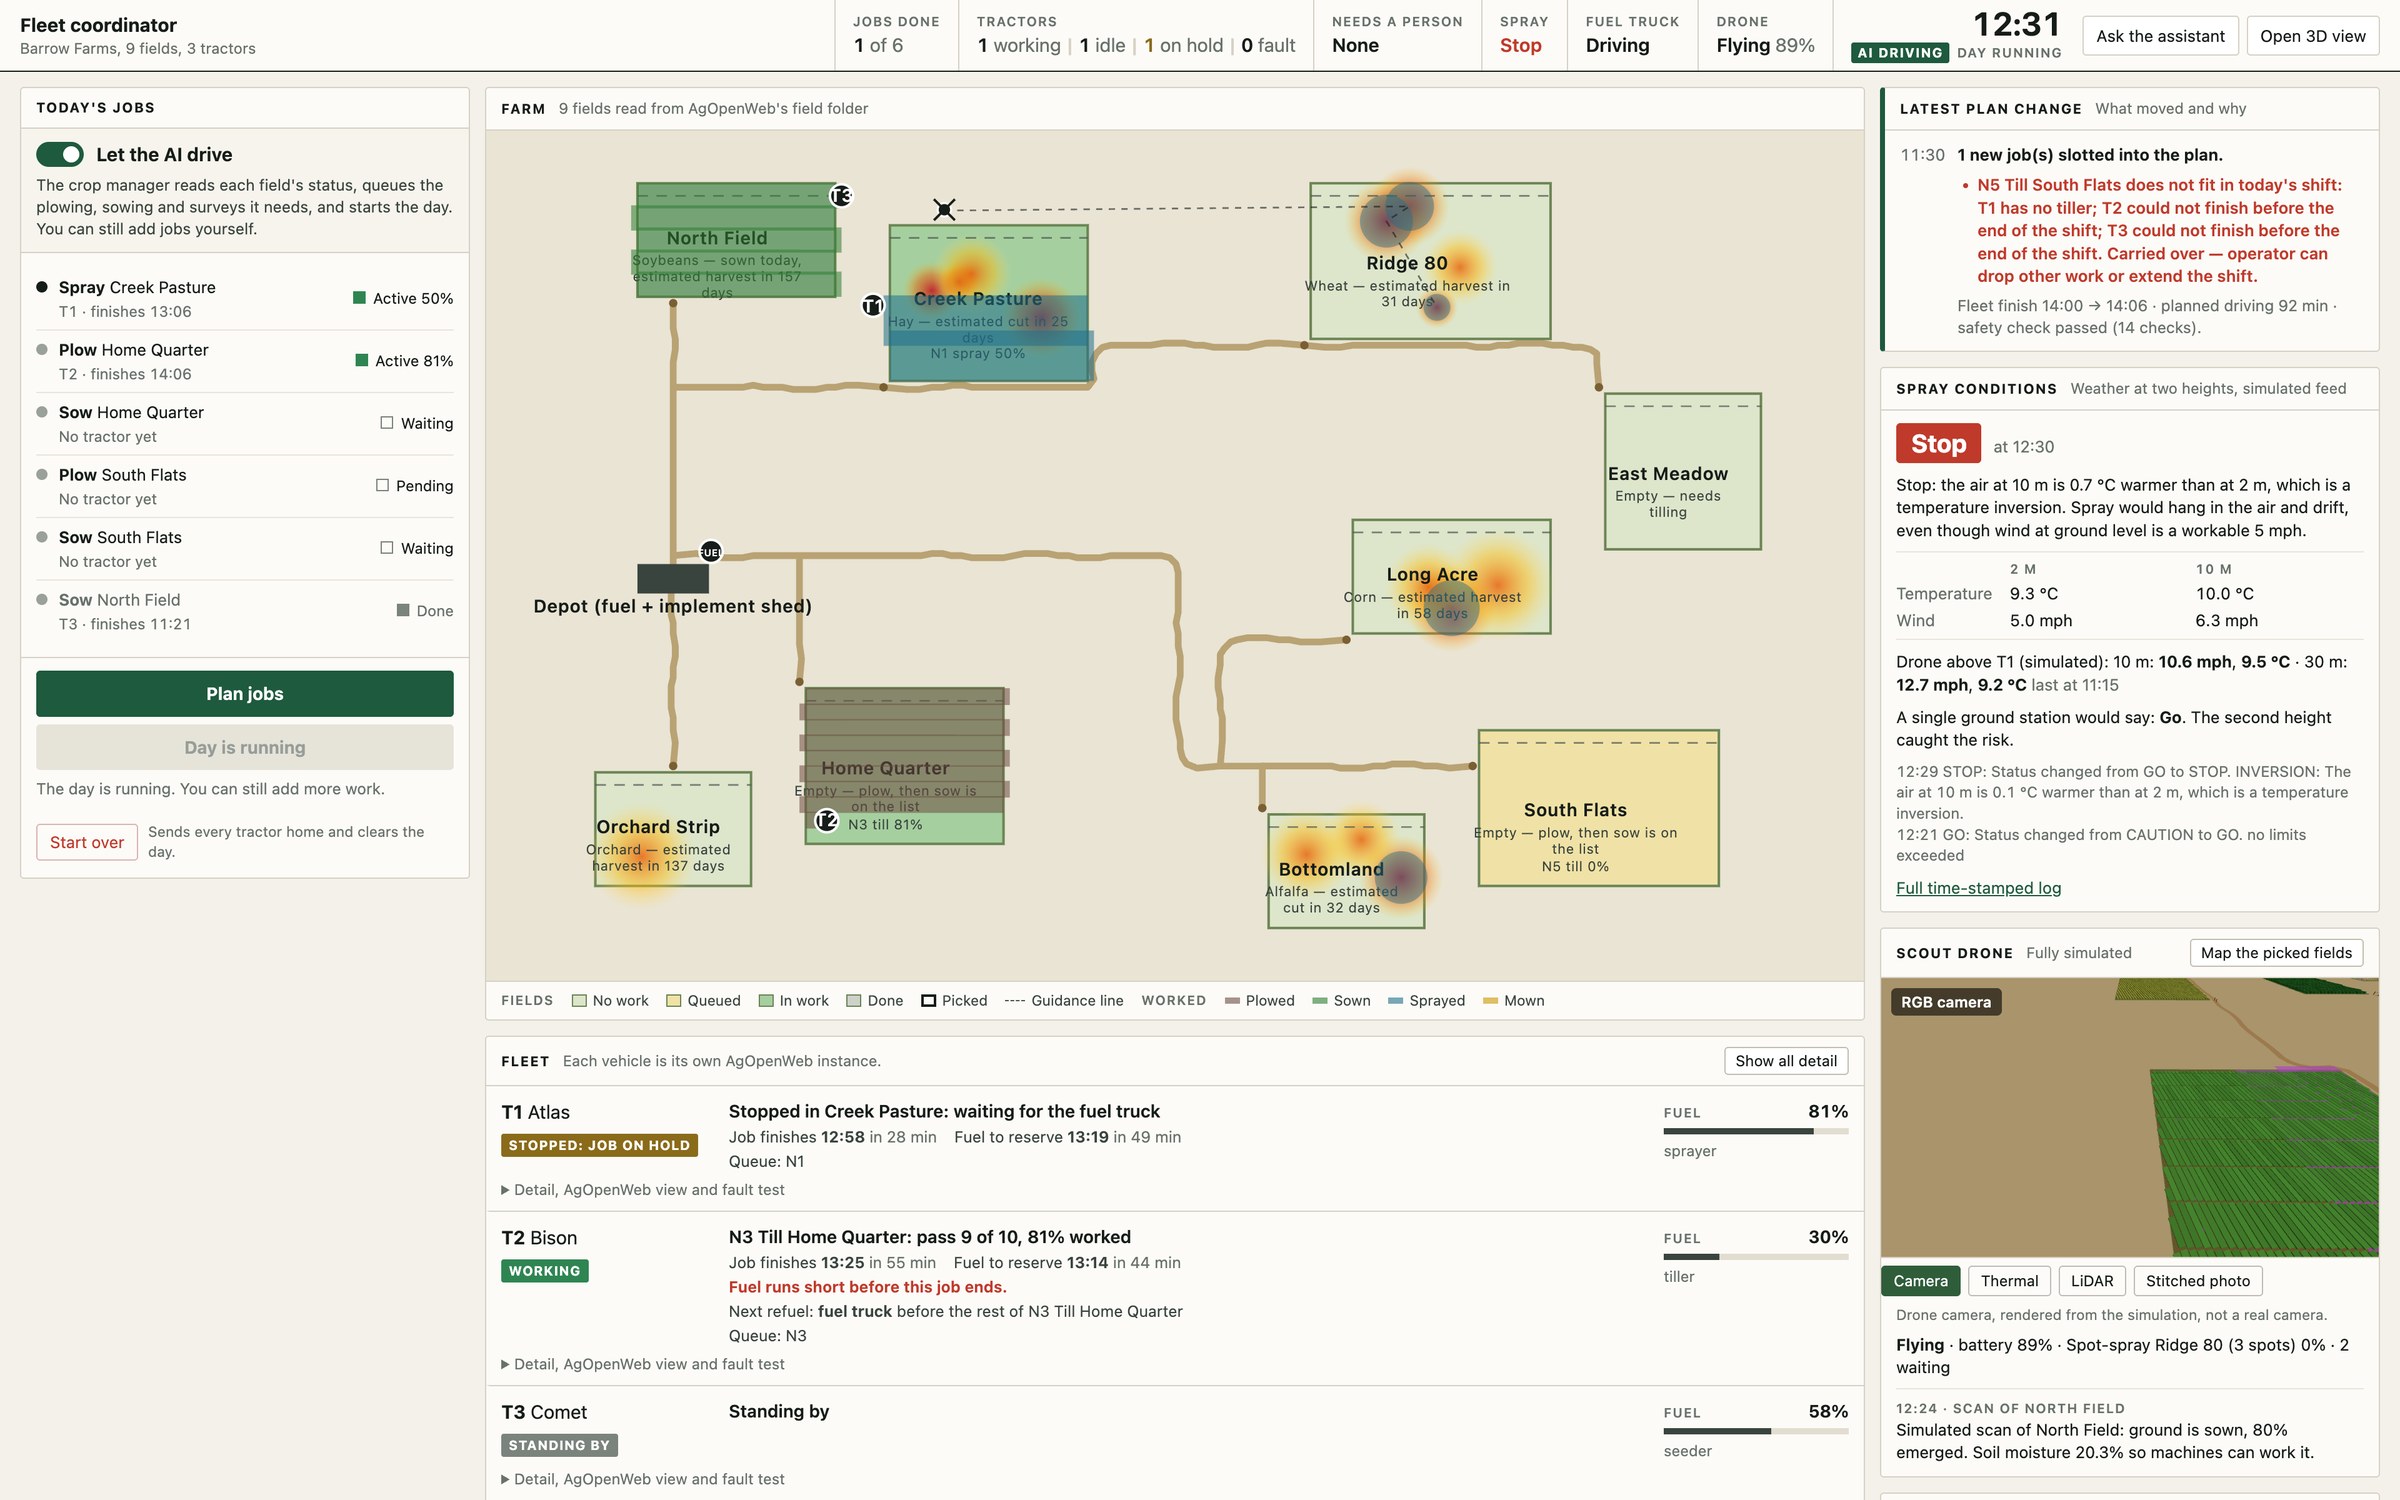 Fleet coordinator
Barrow Farms, 9 fields, 3 tractors
JOBS DONE
1 of 6
TRACTORS
1 working | 1 idle | 1 on hold | 0 fault
NEEDS A PERSON
None
SPRAY
Stop
FUEL TRUCK
Driving
DRONE
Flying 89%
12:31
AI DRIVING DAY RUNNING
Ask the assistant
Open 3D view
TODAY'S JOBS
Let the AI drive
The crop manager reads each field's status, queues the
plowing, sowing and surveys it needs, and starts the day.
You can still add jobs yourself.
Spray Creek Pasture
T1 · finishes 13:06
Active 50%
Plow Home Quarter
T2 · finishes 14:06
Active 81%
Sow Home Quarter
No tractor yet
Waiting
Plow South Flats
No tractor yet
Pending
Sow South Flats
No tractor yet
Waiting
Sow North Field
T3 · finishes 11:21
Done
Plan jobs
Day is running
The day is running. You can still add more work.
Start over
Sends every tractor home and clears the
day.
FARM 9 fields read from AgOpenWeb's field folder
T3
North Field
Soybeans — sown today,
estimated harvest in 157
days
T1
Creek Pasture
Hay — estimated cut in 25
days
N1 spray 50%
Ridge 80
Wheat — estimated harvest in
31 days
East Meadow
Empty — needs
tilling
FUEL
Depot (fuel + implement shed)
Long Acre
Corn — estimated harvest
in 58 days
Home Quarter
Empty — plow, then sow is
on the list
T2
N3 till 81%
Orchard Strip
Orchard — estimated
harvest in 137 days
South Flats
Empty — plow, then sow is on
the list
N5 till 0%
Bottomland
Alfalfa — estimated
cut in 32 days
FIELDS No work Queued In work Done Picked Guidance line WORKED Plowed Sown Sprayed Mown
FLEET Each vehicle is its own AgOpenWeb instance.
Show all detail
T1 Atlas
STOPPED: JOB ON HOLD
Stopped in Creek Pasture: waiting for the fuel truck
Job finishes 12:58 in 28 min Fuel to reserve 13:19 in 49 min
Queue: N1
Detail, AgOpenWeb view and fault test
FUEL 81%
sprayer
T2 Bison
WORKING
N3 Till Home Quarter: pass 9 of 10, 81% worked
Job finishes 13:25 in 55 min Fuel to reserve 13:14 in 44 min
Fuel runs short before this job ends.
Next refuel: fuel truck before the rest of N3 Till Home Quarter
Queue: N3
Detail, AgOpenWeb view and fault test
FUEL 30%
tiller
T3 Comet
STANDING BY
Standing by
Detail, AgOpenWeb view and fault test
FUEL 58%
seeder
LATEST PLAN CHANGE What moved and why
11:30 1 new job(s) slotted into the plan.
• N5 Till South Flats does not fit in today's shift:
T1 has no tiller; T2 could not finish before the
end of the shift; T3 could not finish before the
end of the shift. Carried over — operator can
drop other work or extend the shift.
Fleet finish 14:00 → 14:06 · planned driving 92 min ·
safety check passed (14 checks).
SPRAY CONDITIONS Weather at two heights, simulated feed
Stop at 12:30
Stop: the air at 10 m is 0.7 °C warmer than at 2 m, which is a
temperature inversion. Spray would hang in the air and drift,
even though wind at ground level is a workable 5 mph.
2 M 10 M
Temperature 9.3 °C 10.0 °C
Wind 5.0 mph 6.3 mph
Drone above T1 (simulated): 10 m: 10.6 mph, 9.5 °C · 30 m:
12.7 mph, 9.2 °C last at 11:15
A single ground station would say: Go. The second height
caught the risk.
12:29 STOP: Status changed from GO to STOP. INVERSION: The
air at 10 m is 0.1 °C warmer than at 2 m, which is a temperature
inversion.
12:21 GO: Status changed from CAUTION to GO. no limits
exceeded
Full time-stamped log
SCOUT DRONE Fully simulated
Map the picked fields
RGB camera
Camera
Thermal
LiDAR
Stitched photo
Drone camera, rendered from the simulation, not a real camera.
Flying · battery 89% · Spot-spray Ridge 80 (3 spots) 0% · 2
waiting
12:24 · SCAN OF NORTH FIELD
Simulated scan of North Field: ground is sown, 80%
emerged. Soil moisture 20.3% so machines can work it.